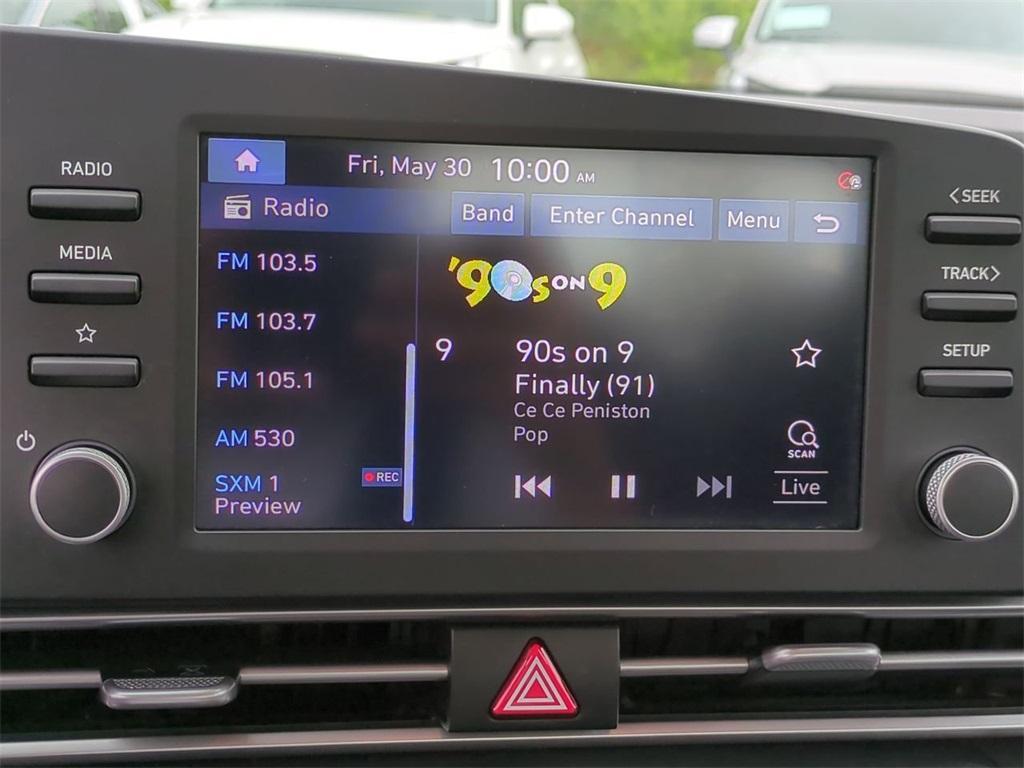 RADIO
MEDIA
Fri, May 30 10:00 AM
Radio Band Enter Channel Menu
FM 103.5
FM 103.7
FM 105.1
AM 530
SXM 1 REC
Preview
'90s ON 9
9 90s on 9
Finally (91)
Ce Ce Peniston
Pop
SCAN
Live
<SEEK
TRACK>
SETUP